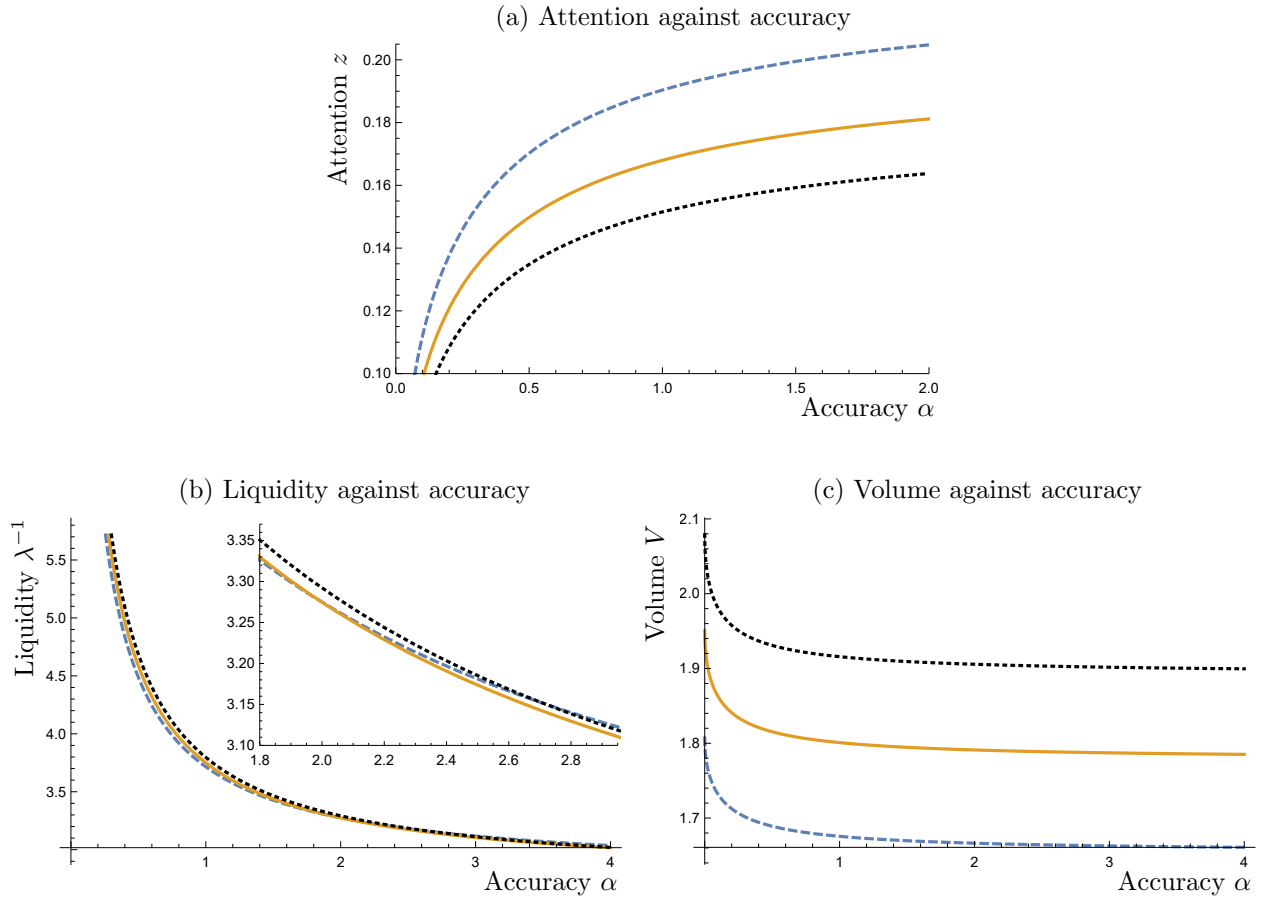 (a) Attention against accuracy
Attention z
0.20
0.18
0.16
0.14
0.12
0.10
0.0 0.5 1.0 1.5 2.0
Accuracy α
(b) Liquidity against accuracy
Liquidity λ⁻¹
5.5
5.0
4.5
4.0
3.5
1 2 3 4
Accuracy α
3.35
3.30
3.25
3.20
3.15
3.10
1.8 2.0 2.2 2.4 2.6 2.8
(c) Volume against accuracy
Volume V
2.1
2.0
1.9
1.8
1.7
1 2 3 4
Accuracy α